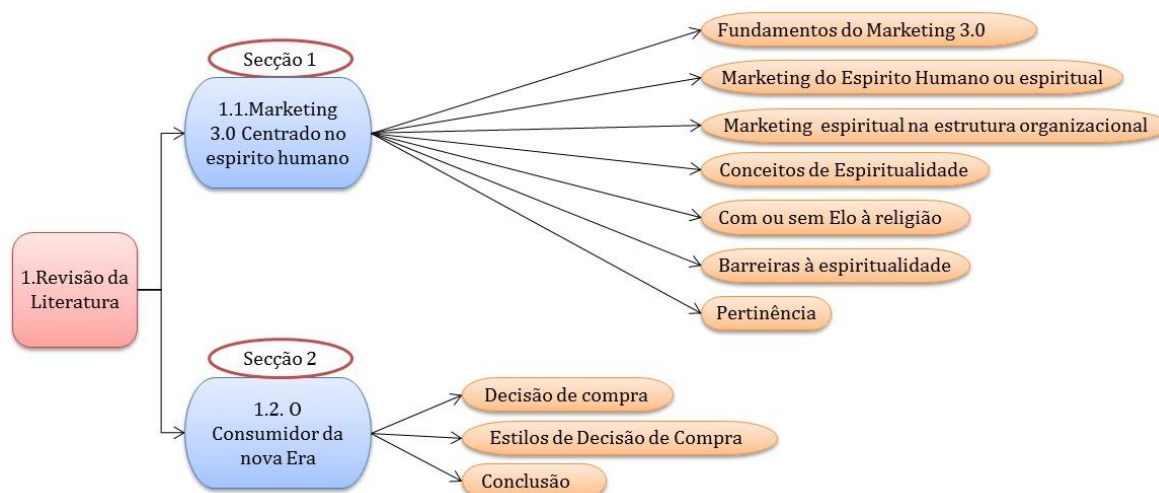 1.Revisão da
Literatura
Secção 1
1.1.Marketing
3.0 Centrado no
espirito humano
Fundamentos do Marketing 3.0
Marketing do Espirito Humano ou espiritual
Marketing espiritual na estrutura organizacional
Conceitos de Espiritualidade
Com ou sem Elo à religião
Barreiras à espiritualidade
Pertinência
Secção 2
1.2. O
Consumidor da
nova Era
Decisão de compra
Estilos de Decisão de Compra
Conclusão